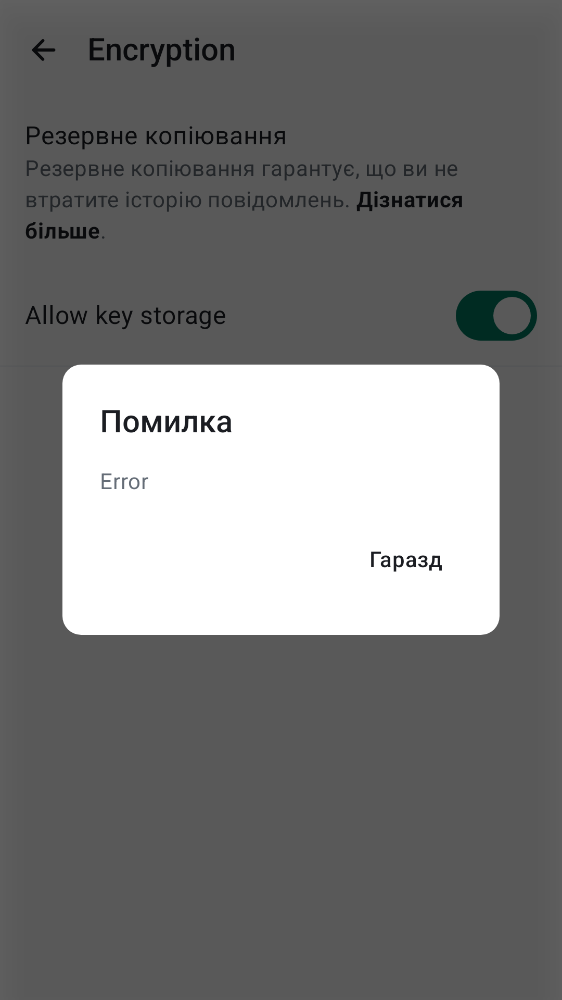 Encryption
Резервне копіювання
Резервне копіювання гарантує, що ви не
втратите історію повідомлень. Дізнатися
більше.
Allow key storage
Помилка
Error
Гаразд